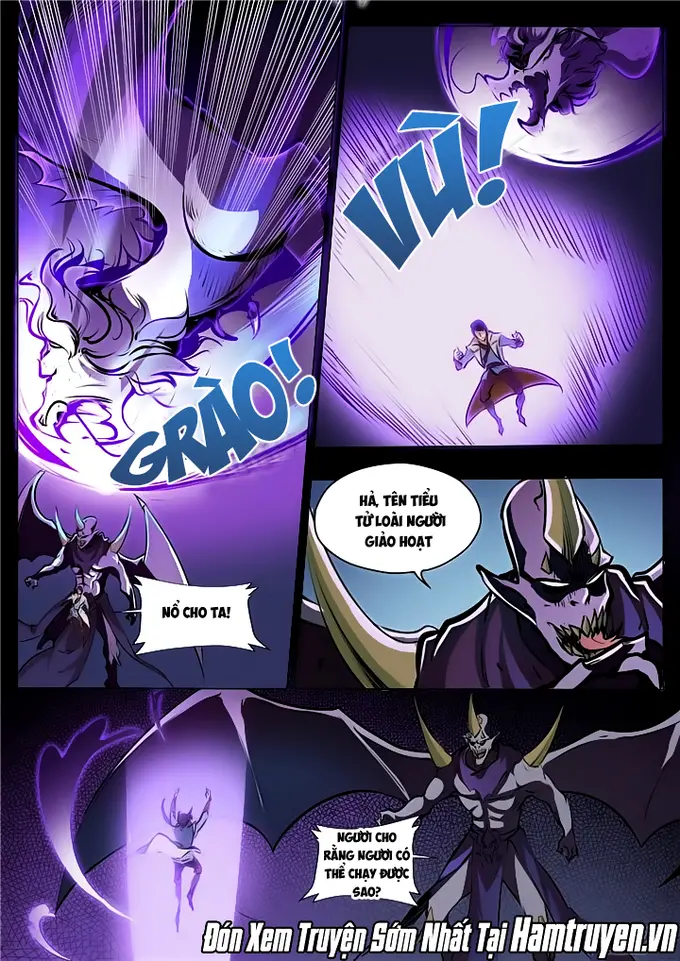 GRÀO!
VÙ!
NỔ CHO TA!
HẢ, TÊN TIỂU
TỬ LOÀI NGƯỜI
GIẢO HOẠT
NGƯƠI CHO
RẰNG NGƯƠI CÓ
THỂ CHẠY ĐƯỢC
SAO?
Đón Xem Truyện Sớm Nhất Tại Hamtruyen.vn